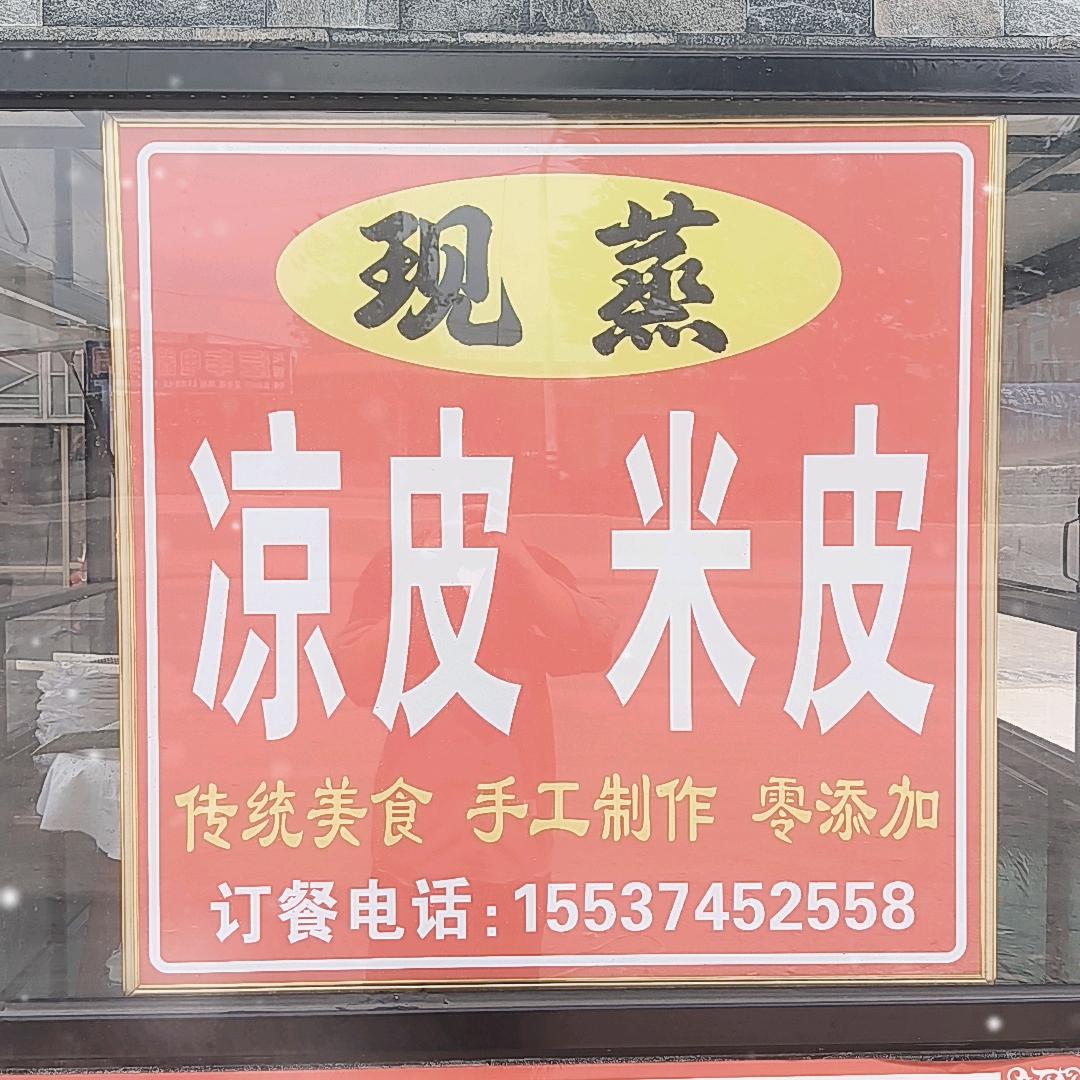 现蒸
凉皮 米皮
传统美食 手工制作 零添加
订餐电话:15537452558